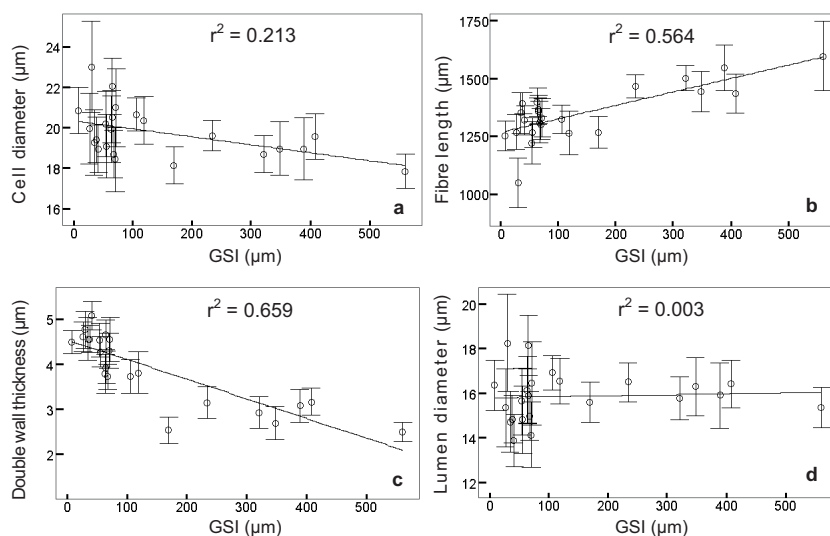 r² = 0.213
Cell diameter (µm)
24
22
20
18
16
0 100 200 300 400 500
GSI (µm)
a
r² = 0.564
Fibre length (µm)
1750
1500
1250
1000
0 100 200 300 400 500
GSI (µm)
b
r² = 0.659
Double wall thickness (µm)
5
4
3
2
0 100 200 300 400 500
GSI (µm)
c
r² = 0.003
Lumen diameter (µm)
20
18
16
14
12
0 100 200 300 400 500
GSI (µm)
d